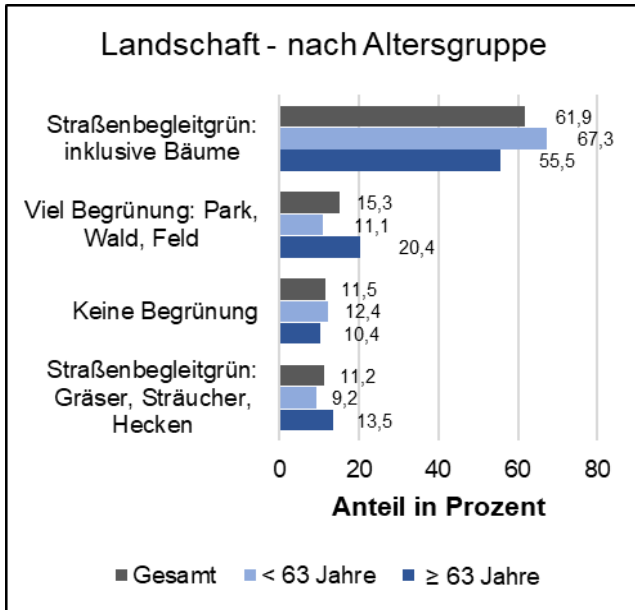 Landschaft - nach Altersgruppe
Straßenbegleitgrün:
inklusive Bäume
61,9
67,3
55,5
Viel Begrünung: Park,
Wald, Feld
15,3
11,1
20,4
Keine Begrünung
11,5
12,4
10,4
Straßenbegleitgrün:
Gräser, Sträucher,
Hecken
11,2
9,2
13,5
0 20 40 60 80
Anteil in Prozent
Gesamt < 63 Jahre ≥ 63 Jahre